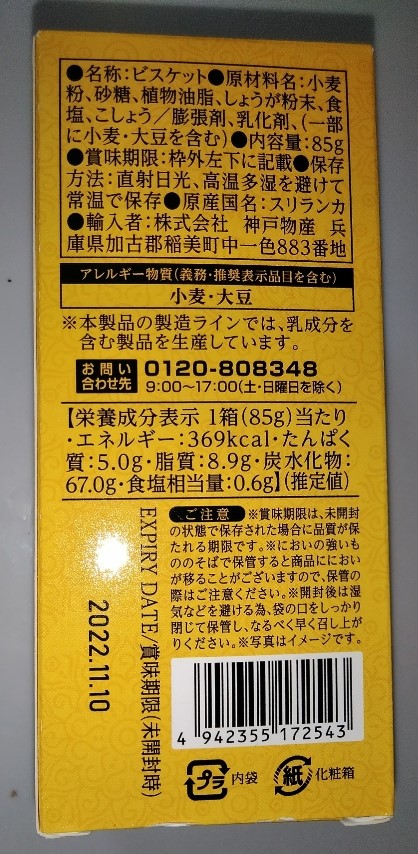 ●名称:ビスケット●原材料名:小麦
粉、砂糖、植物油脂、しょうが粉末、食
塩、こしょう/膨張剤、乳化剤、(一部
に小麦・大豆を含む)●内容量:85g
●賞味期限:枠外左下に記載●保存
方法:直射日光、高温多湿を避けて
常温で保存●原産国名:スリランカ
●輸入者:株式会社 神戸物産 兵
庫県加古郡稲美町中一色883番地
アレルギー物質(義務・推奨表示品目を含む)
小麦・大豆
※本製品の製造ラインでは、乳成分を
含む製品を生産しています。
お問い
合わせ先
0120-808348
9:00~17:00(土・日曜日を除く)
【栄養成分表示 1箱(85g)当たり
・エネルギー:369kcal・たんぱく
質:5.0g・脂質:8.9g・炭水化物:
67.0g・食塩相当量:0.6g】(推定値)
ご注意 ※賞味期限は、未開封
の状態で保存された場合に品質が保
たれる期限です。※においの強いも
ののそばで保管すると商品ににおい
が移ることがございますので、保管の
際はご注意ください。※開封後は湿
気などを避ける為、袋の口をしっかり
閉じて保管し、なるべく早く召し上が
りください。※写真はイメージです。
EXPIRY DATE/賞味期限(未開封時)
2022.11.10
4 942355 172543
プラ 内袋
紙 化粧箱